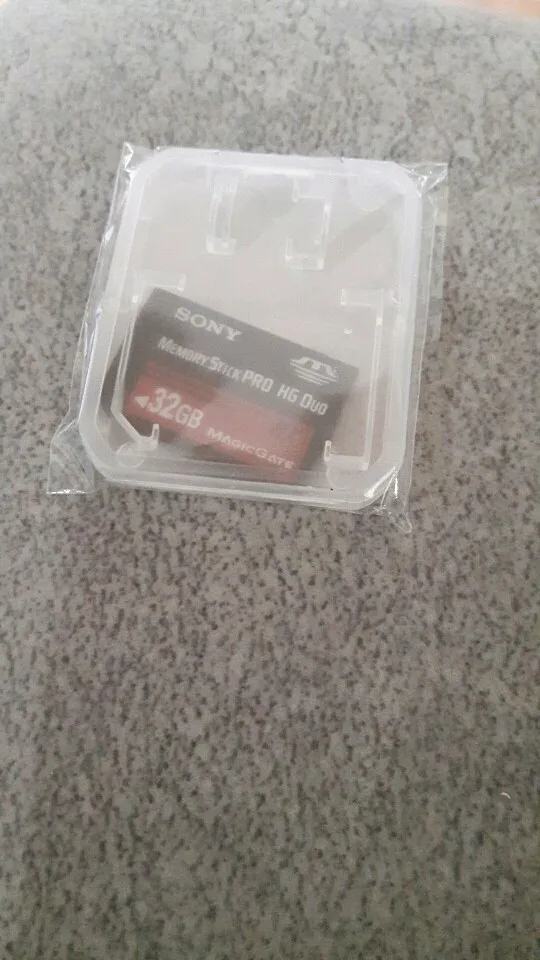 SONY
MEMORY STICK PRO HG DUO
32GB MAGICGATE